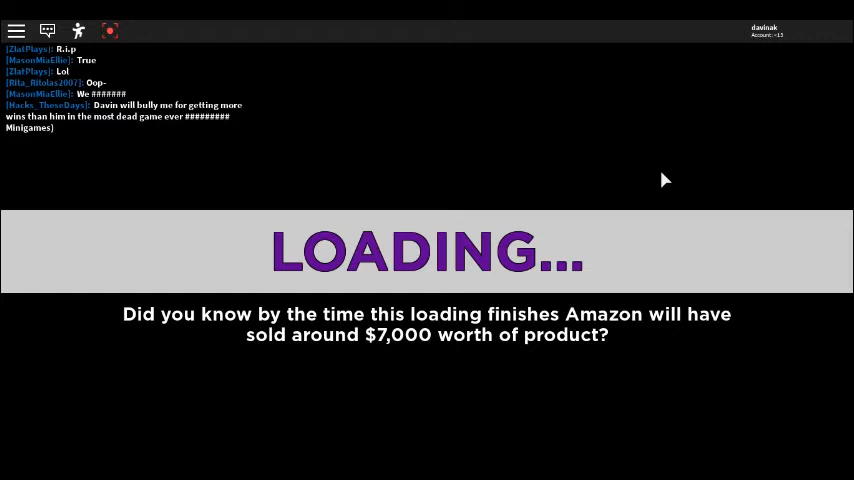 davinak
Account: <13
[ZlatPlays]: R.i.p
[MasonMiaEllie]: True
[ZlatPlays]: Lol
[Rita_Ritolas2007]: Oop-
[MasonMiaEllie]: We #######
[Hacks_TheseDays]: Davin will bully me for getting more
wins than him in the most dead game ever #########
Minigames)
LOADING...
Did you know by the time this loading finishes Amazon will have
sold around $7,000 worth of product?